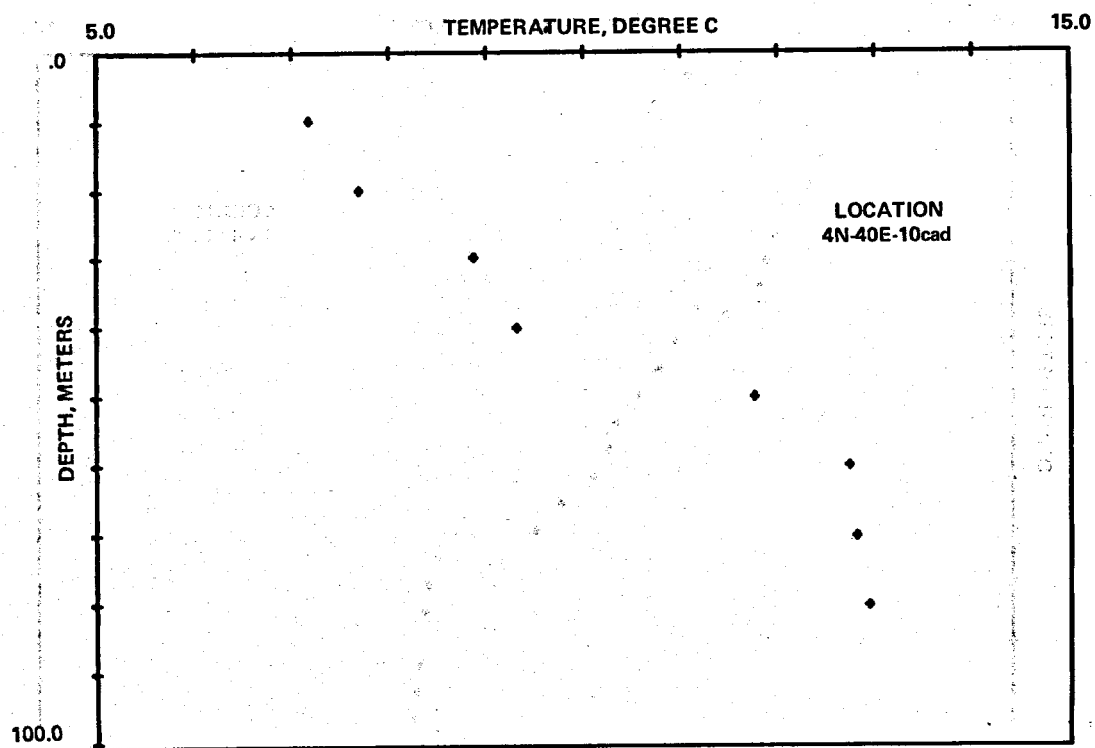 TEMPERATURE, DEGREE C
5.0
15.0
.0
LOCATION
4N-40E-10cad
DEPTH, METERS
100.0